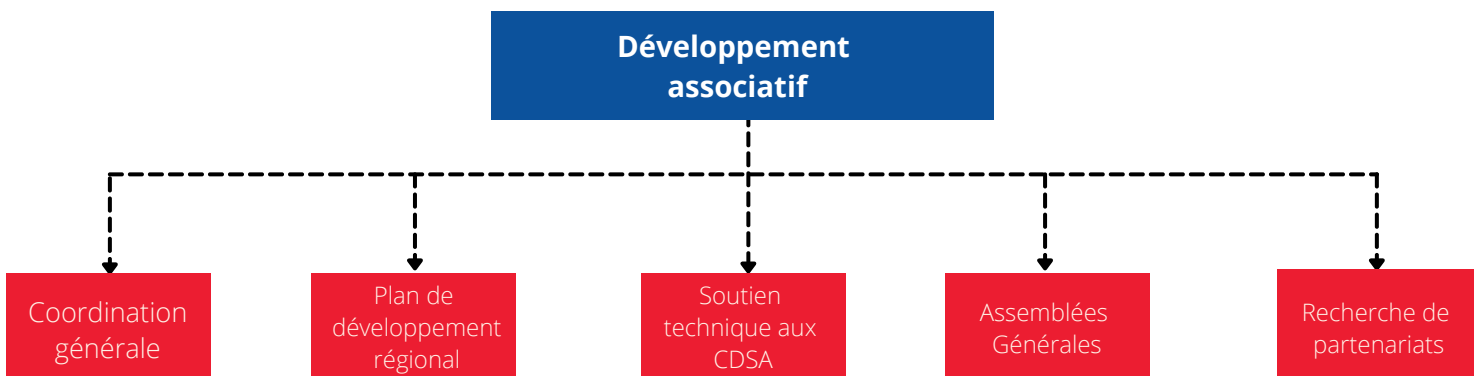 Développement
associatif
Coordination
générale
Plan de
développement
régional
Soutien
technique aux
CDSA
Assemblées
Générales
Recherche de
partenariats